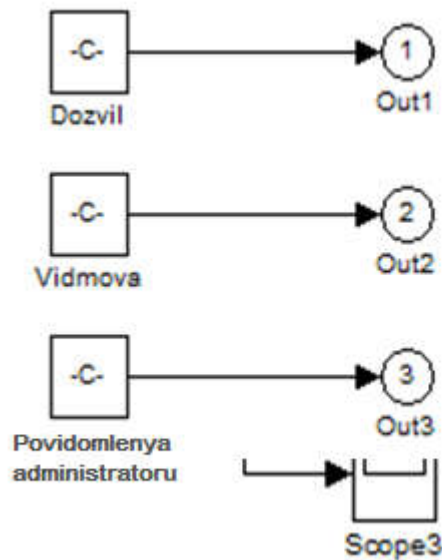 -C-
1
Dozvil
Out1
-C-
2
Vidmova
Out2
-C-
3
Povidomlenya
administratoru
Out3
Scope3